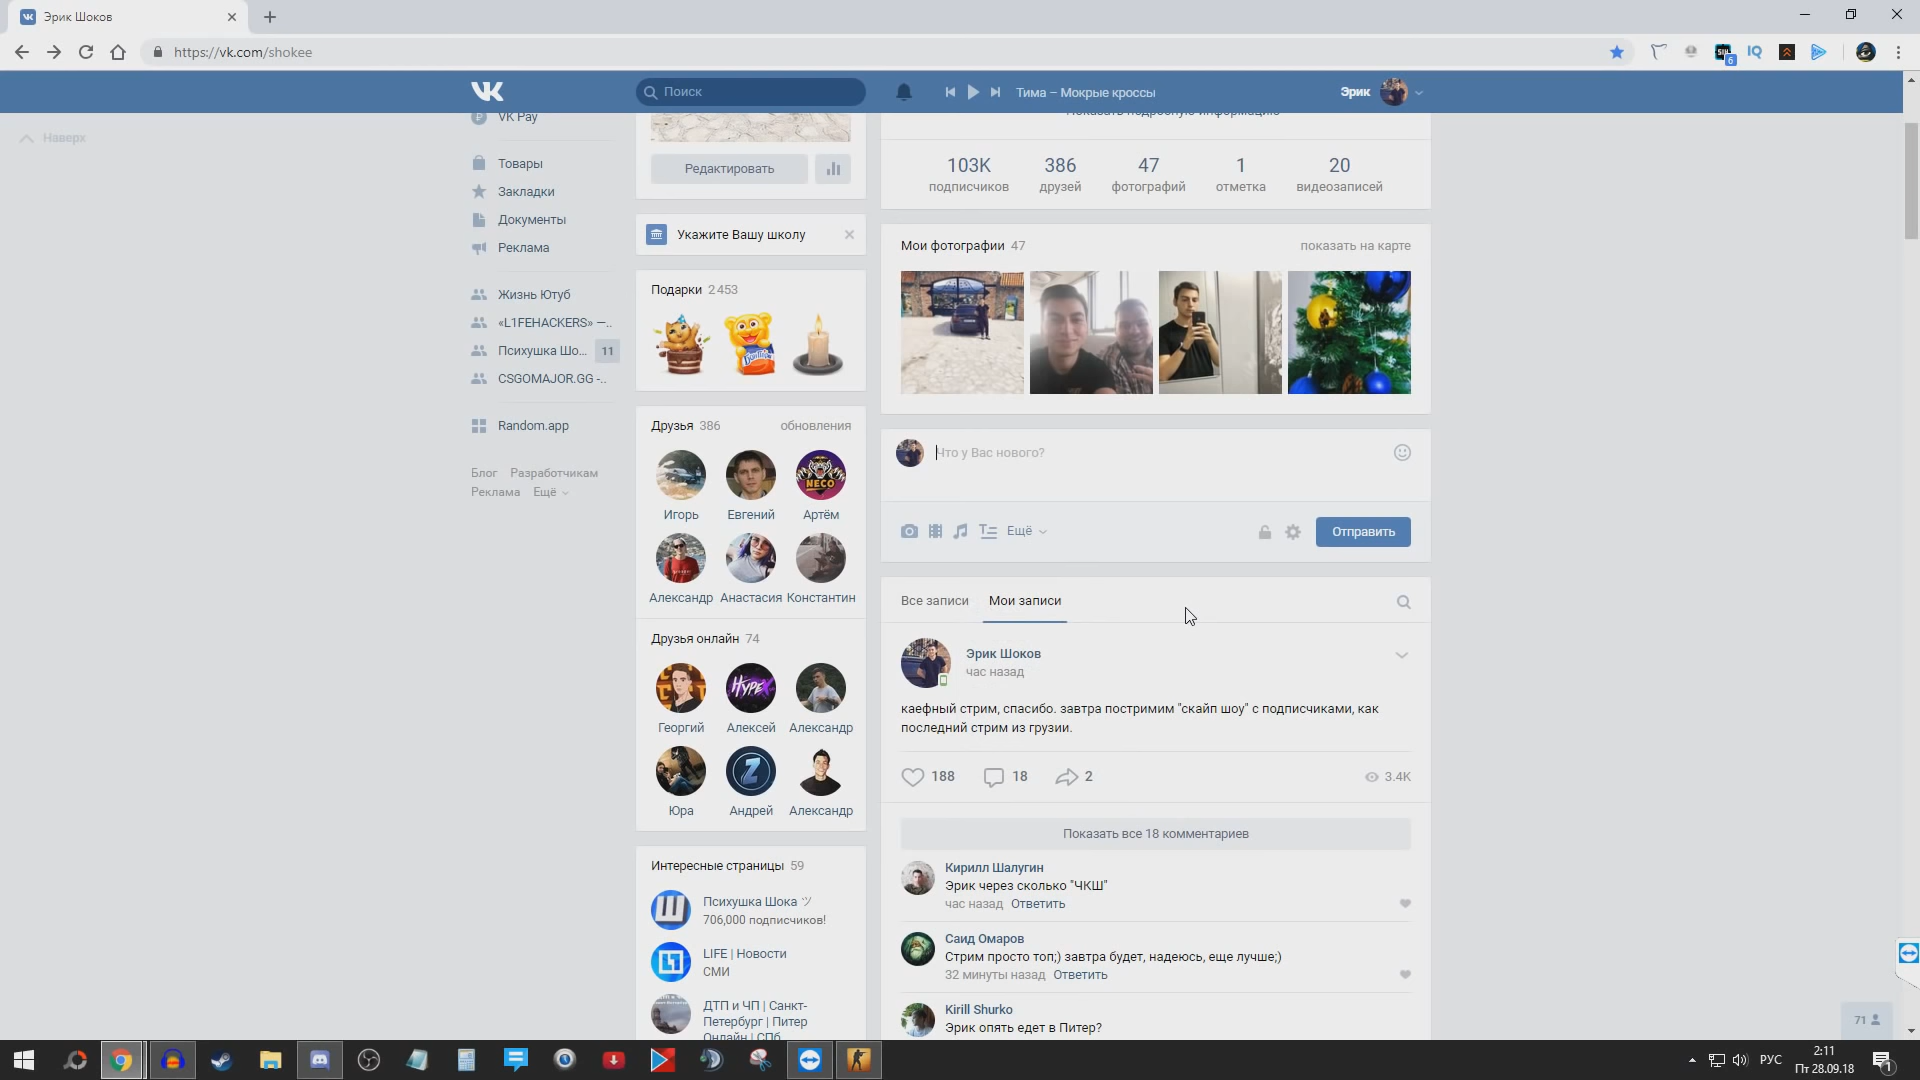 Эрик Шоков
https://vk.com/shokee
Поиск
Тима – Мокрые кроссы
Эрик
Наверх
VK Pay
Товары
Закладки
Документы
Реклама
Жизнь Ютуб
«L1FEHACKERS» –..
Психушка Шо...
11
CSGOMAJOR.GG -..
Random.app
Блог Разработчикам
Реклама Ещё
Редактировать
Укажите Вашу школу
Подарки 2 453
Друзья 386
обновления
Игорь
Евгений
Артём
NECO
Александр
Анастасия
Константин
Друзья онлайн 74
HYPE
Георгий
Алексей
Александр
Юра
Андрей
Александр
Интересные страницы 59
Психушка Шока ツ
706,000 подписчиков!
LIFE | Новости
СМИ
ДТП и ЧП | Санкт-
Петербург | Питер
Онлайн | СПб
Показать подробную информацию
103K
подписчиков
386
друзей
47
фотографий
1
отметка
20
видеозаписей
Мои фотографии 47
показать на карте
Что у Вас нового?
Ещё
Отправить
Все записи
Мои записи
Эрик Шоков
час назад
каефный стрим, спасибо. завтра постримим "скайп шоу" с подписчиками, как
последний стрим из грузии.
188
18
2
3.4K
Показать все 18 комментариев
Кирилл Шалугин
Эрик через сколько "ЧКШ"
час назад Ответить
Саид Омаров
Стрим просто топ;) завтра будет, надеюсь, еще лучше;)
32 минуты назад Ответить
Kirill Shurko
Эрик опять едет в Питер?
71
РУС
2:11
Пт 28.09.18
1